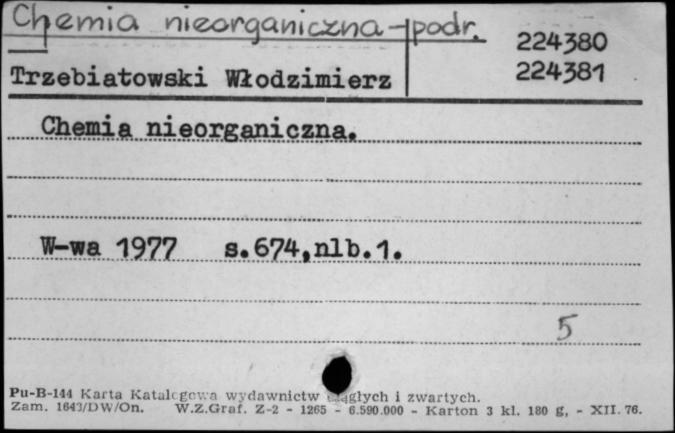 Chemia nieorganiczna - podr.
224380
Trzebiatowski Włodzimierz
224381
Chemia nieorganiczna.
W-wa 1977 s.674,nlb.1.
5
Pu-B-144 Karta Katalogowa wydawnictw ciągłych i zwartych.
Zam. 1643/DW/On. W.Z.Graf. Z-2 - 1265 - 6.590.000 - Karton 3 kl. 180 g, - XII. 76.